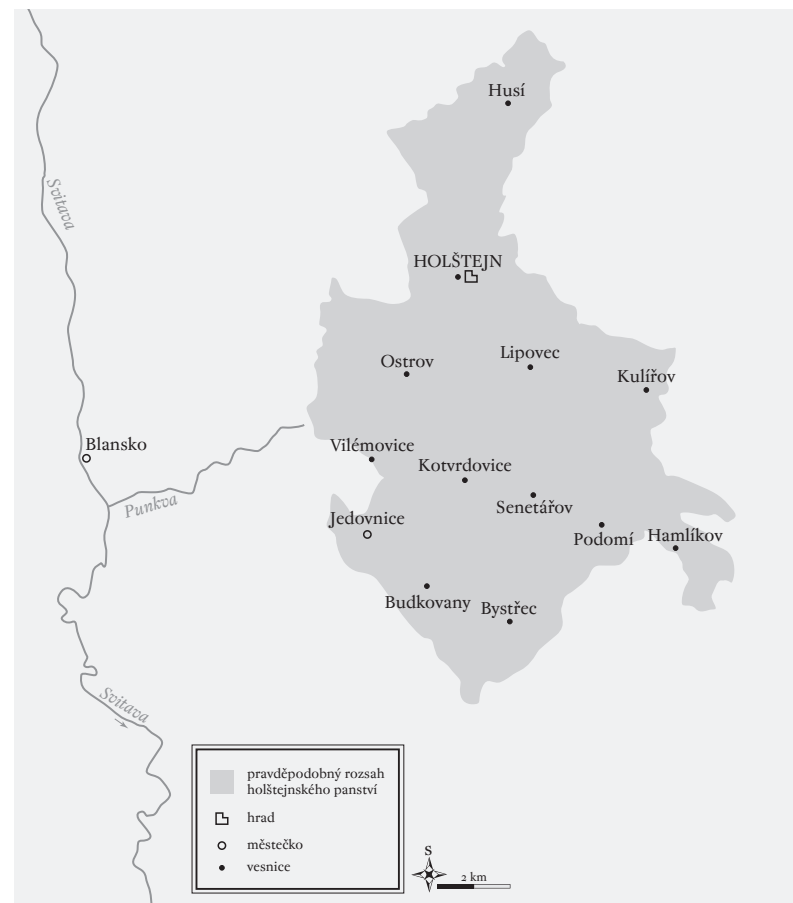 Husí
Svitava
HOLŠTEJN
Ostrov
Lipovec
Kulířov
Blansko
Vilémovice
Kotvrdovice
Punkva
Senetářov
Jedovnice
Podomí
Hamlíkov
Budkovany
Bystřec
Svitava
pravděpodobný rozsah
holštejnského panství
hrad
městečko
vesnice
S
2 km